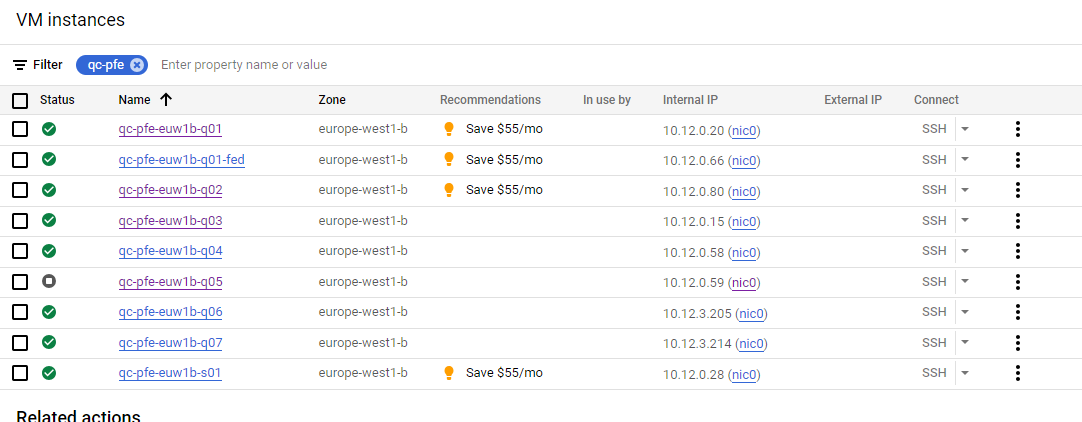 VM instances
Filter qc-pfe Enter property name or value
Status Name Zone Recommendations In use by Internal IP External IP Connect
qc-pfe-euw1b-q01 europe-west1-b Save $55/mo 10.12.0.20 (nic0) SSH
qc-pfe-euw1b-q01-fed europe-west1-b Save $55/mo 10.12.0.66 (nic0) SSH
qc-pfe-euw1b-q02 europe-west1-b Save $55/mo 10.12.0.80 (nic0) SSH
qc-pfe-euw1b-q03 europe-west1-b 10.12.0.15 (nic0) SSH
qc-pfe-euw1b-q04 europe-west1-b 10.12.0.58 (nic0) SSH
qc-pfe-euw1b-q05 europe-west1-b 10.12.0.59 (nic0) SSH
qc-pfe-euw1b-q06 europe-west1-b 10.12.3.205 (nic0) SSH
qc-pfe-euw1b-q07 europe-west1-b 10.12.3.214 (nic0) SSH
qc-pfe-euw1b-s01 europe-west1-b Save $55/mo 10.12.0.28 (nic0) SSH
Related actions